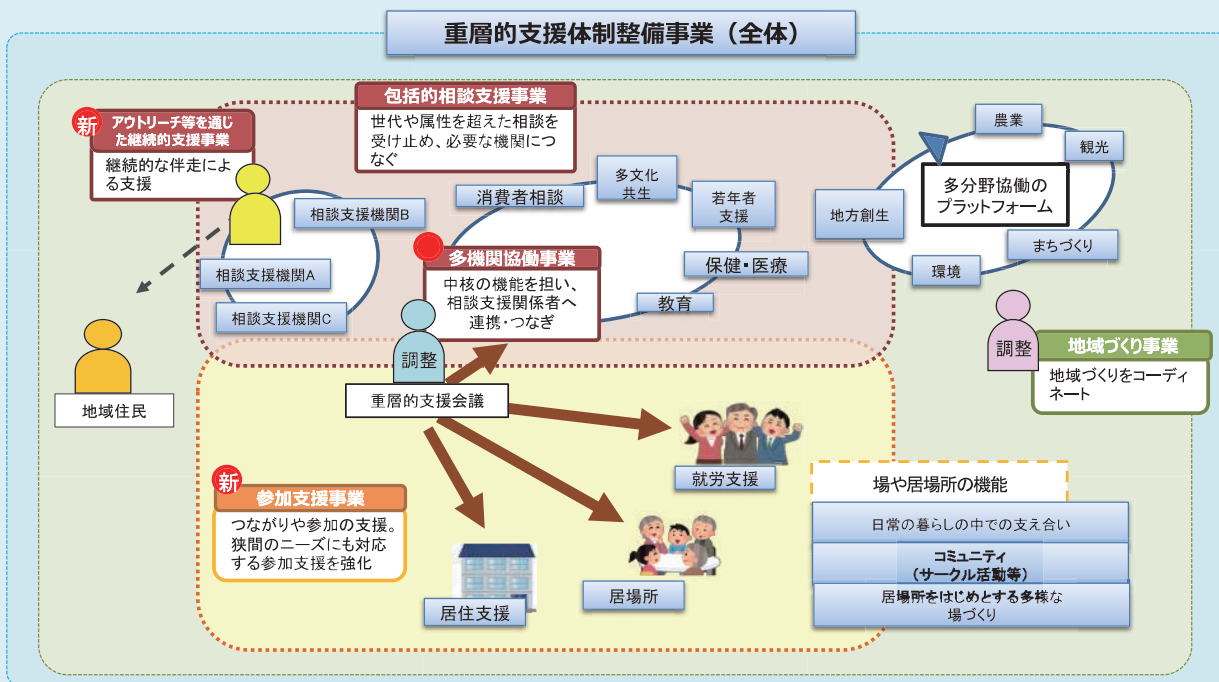 重層的支援体制整備事業（全体）
新
アウトリーチ等を通じ
た継続的支援事業
継続的な伴走によ
る支援
包括的相談支援事業
世代や属性を超えた相談を
受け止め、必要な機関につ
なぐ
相談支援機関B
相談支援機関A
相談支援機関C
消費者相談
多文化
共生
若年者
支援
保健・医療
教育
多機関協働事業
中核の機能を担い、
相談支援関係者へ
連携・つなぎ
農業
観光
地方創生
多分野協働の
プラットフォーム
まちづくり
環境
調整
重層的支援会議
調整
地域づくり事業
地域づくりをコーディ
ネート
地域住民
新
参加支援事業
つながりや参加の支援。
狭間のニーズにも対応
する参加支援を強化
就労支援
居場所
居住支援
場や居場所の機能
日常の暮らしの中での支え合い
コミュニティ
（サークル活動等）
居場所をはじめとする多様な
場づくり